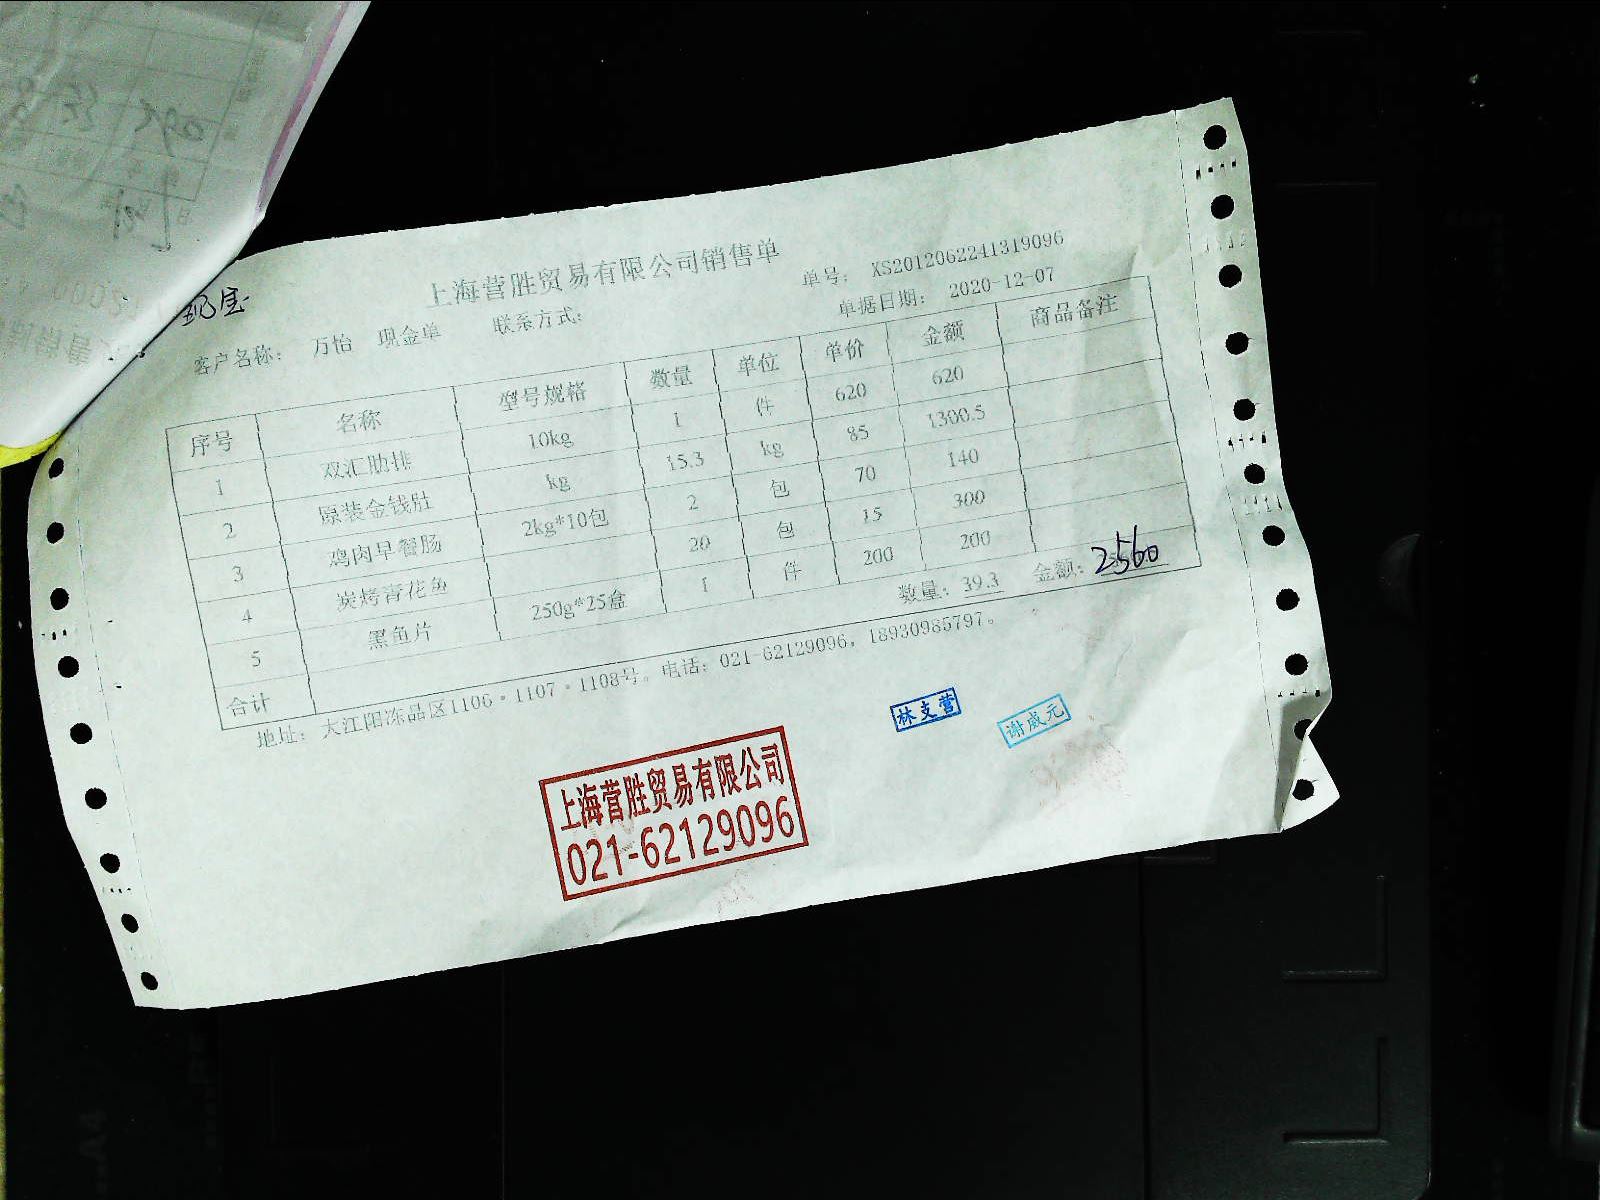 上海营胜贸易有限公司销售单
单号: XS2012062241319096
客户名称: 万怡 现金单 联系方式: 单据日期: 2020-12-07
序号 名称 型号规格 数量 单位 单价 金额 商品备注
1 双汇肋排 10kg 1 件 620 620
2 原装金钱肚 kg 15.3 kg 85 1300.5
3 鸡肉早餐肠 2kg*10包 2 包 70 140
4 炭烤青花鱼 20 包 15 300
5 黑鱼片 250g*25盒 1 件 200 200
合计 数量: 39.3 金额: 2560
地址: 大江阳冻品区1106·1107·1108号。电话: 021-62129096, 18930985797。
林支营
谢成元
上海营胜贸易有限公司
021-62129096